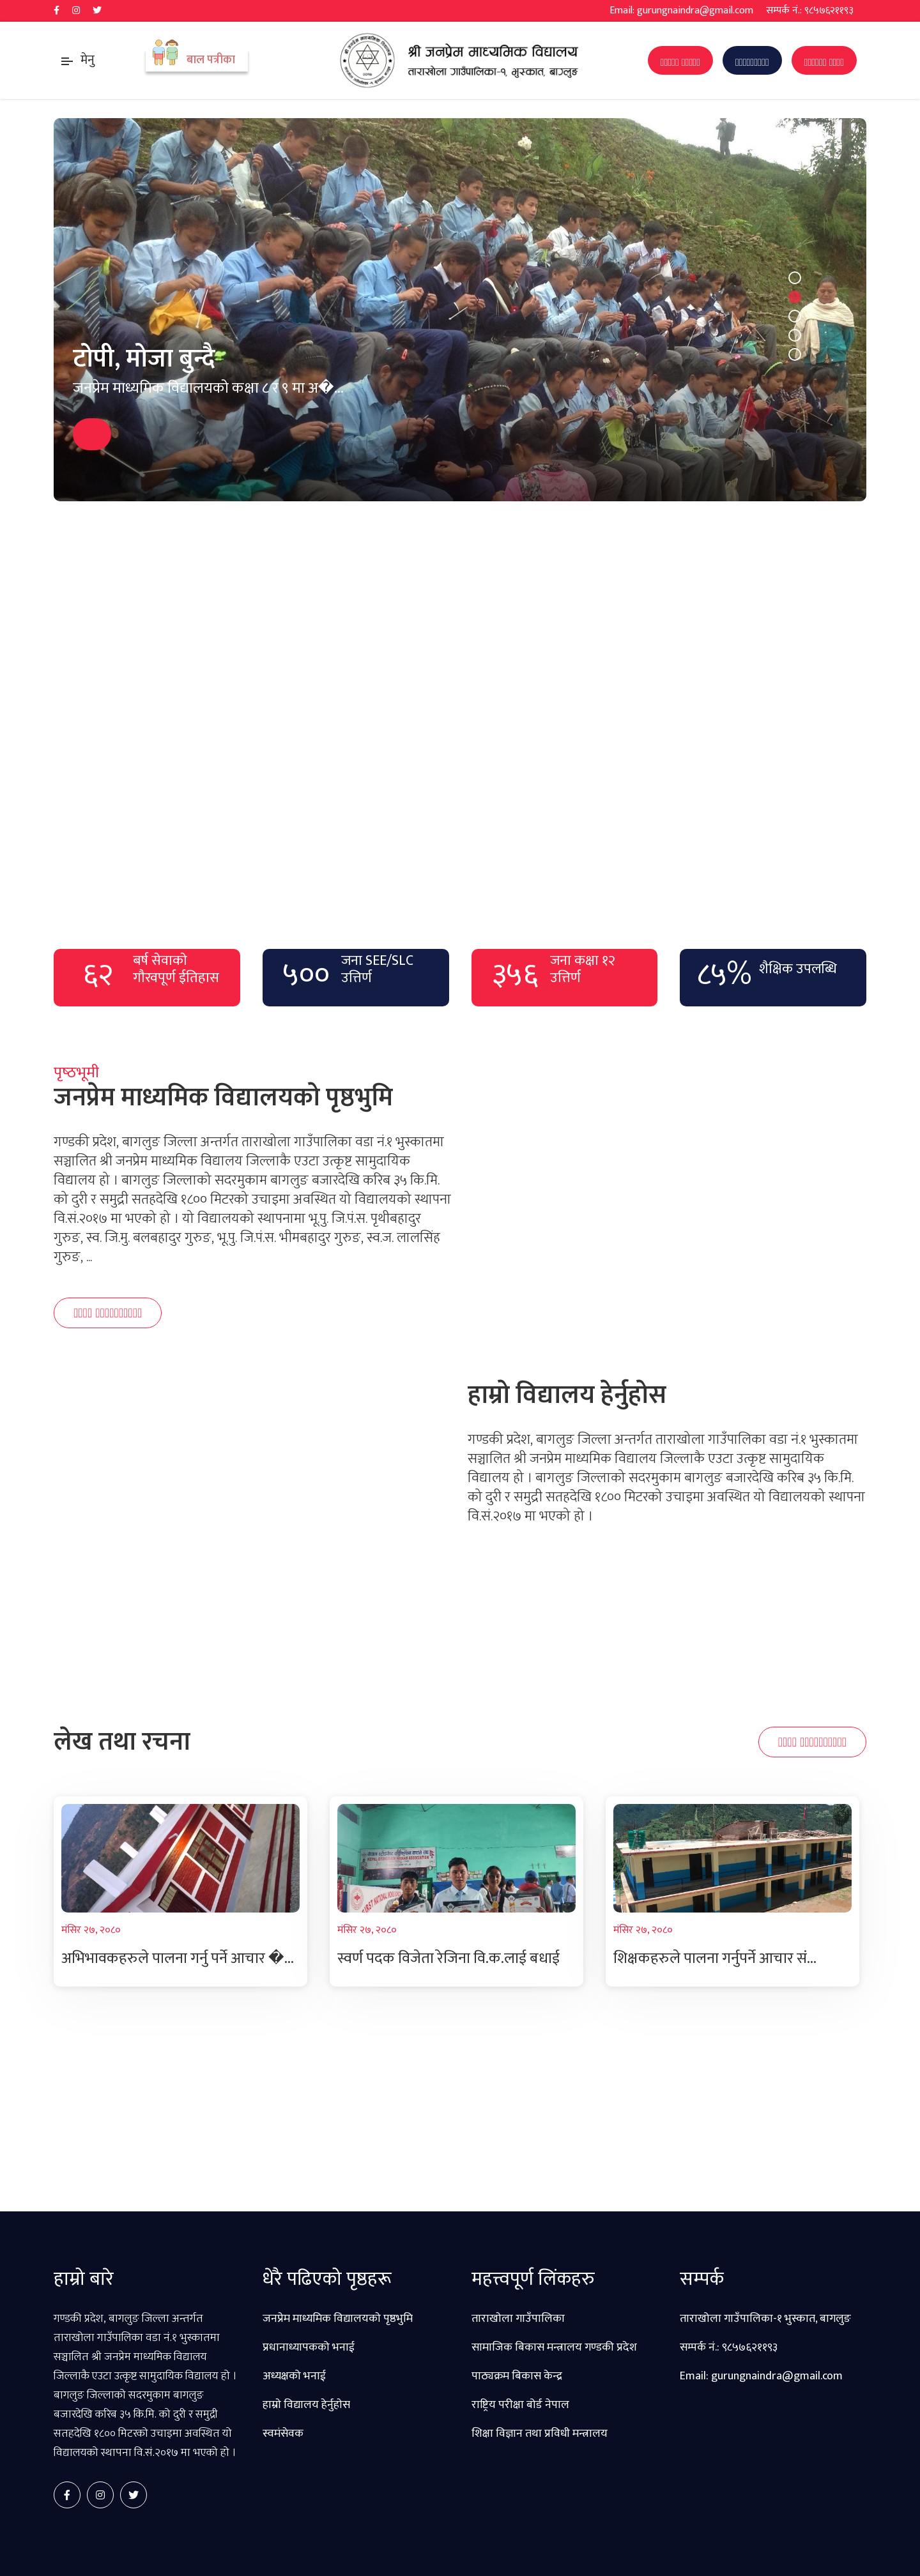 Email: gurungnaindra@gmail.com सम्पर्क नं.: ९८५७६२११९३
मेनु
बाल पत्रीका
श्री जनप्रेम माध्यमिक विद्यालय
ताराखोला गाउँपालिका-१, भुस्कात, बाग्लुङ
टोपी, मोजा बुन्दै
जनप्रेम माध्यमिक विद्यालयको कक्षा ८ र ९ मा अ�...
६२ बर्ष सेवाको
गौरवपूर्ण ईतिहास
५०० जना SEE/SLC
उत्तिर्ण
३५६ जना कक्षा १२
उत्तिर्ण
८५% शैक्षिक उपलब्धि
पृष्ठभूमी
जनप्रेम माध्यमिक विद्यालयको पृष्ठभुमि
गण्डकी प्रदेश, बागलुङ जिल्ला अन्तर्गत ताराखोला गाउँपालिका वडा नं.१ भुस्कातमा
सञ्चालित श्री जनप्रेम माध्यमिक विद्यालय जिल्लाकै एउटा उत्कृष्ट सामुदायिक
विद्यालय हो । बागलुङ जिल्लाको सदरमुकाम बागलुङ बजारदेखि करिब ३५ कि.मि.
को दुरी र समुद्री सतहदेखि १८०० मिटरको उचाइमा अवस्थित यो विद्यालयको स्थापना
वि.सं.२०१७ मा भएको हो । यो विद्यालयको स्थापनामा भू.पु. जि.पं.स. पृथीबहादुर
गुरुङ, स्व. जि.मु. बलबहादुर गुरुङ, भू.पु. जि.पं.स. भीमबहादुर गुरुङ, स्व.ज. लालसिंह
गुरुङ, ...
हाम्रो विद्यालय हेर्नुहोस
गण्डकी प्रदेश, बागलुङ जिल्ला अन्तर्गत ताराखोला गाउँपालिका वडा नं.१ भुस्कातमा
सञ्चालित श्री जनप्रेम माध्यमिक विद्यालय जिल्लाकै एउटा उत्कृष्ट सामुदायिक
विद्यालय हो । बागलुङ जिल्लाको सदरमुकाम बागलुङ बजारदेखि करिब ३५ कि.मि.
को दुरी र समुद्री सतहदेखि १८०० मिटरको उचाइमा अवस्थित यो विद्यालयको स्थापना
वि.सं.२०१७ मा भएको हो ।
लेख तथा रचना
मंसिर २७, २०८०
अभिभावकहरुले पालना गर्नु पर्ने आचार �...
मंसिर २७, २०८०
स्वर्ण पदक विजेता रेजिना वि.क.लाई बधाई
मंसिर २७, २०८०
शिक्षकहरुले पालना गर्नुपर्ने आचार सं...
हाम्रो बारे
गण्डकी प्रदेश, बागलुङ जिल्ला अन्तर्गत
ताराखोला गाउँपालिका वडा नं.१ भुस्कातमा
सञ्चालित श्री जनप्रेम माध्यमिक विद्यालय
जिल्लाकै एउटा उत्कृष्ट सामुदायिक विद्यालय हो ।
बागलुङ जिल्लाको सदरमुकाम बागलुङ
बजारदेखि करिब ३५ कि.मि. को दुरी र समुद्री
सतहदेखि १८०० मिटरको उचाइमा अवस्थित यो
विद्यालयको स्थापना वि.सं.२०१७ मा भएको हो ।
धेरै पढिएको पृष्ठहरू
जनप्रेम माध्यमिक विद्यालयको पृष्ठभुमि
प्रधानाध्यापकको भनाई
अध्यक्षको भनाई
हाम्रो विद्यालय हेर्नुहोस
स्वमंसेवक
महत्त्वपूर्ण लिंकहरु
ताराखोला गाउँपालिका
सामाजिक बिकास मन्त्रालय गण्डकी प्रदेश
पाठ्यक्रम बिकास केन्द्र
राष्ट्रिय परीक्षा बोर्ड नेपाल
शिक्षा विज्ञान तथा प्रविधी मन्त्रालय
सम्पर्क
ताराखोला गाउँपालिका-१ भुस्कात, बागलुङ
सम्पर्क नं.: ९८५७६२११९३
Email: gurungnaindra@gmail.com